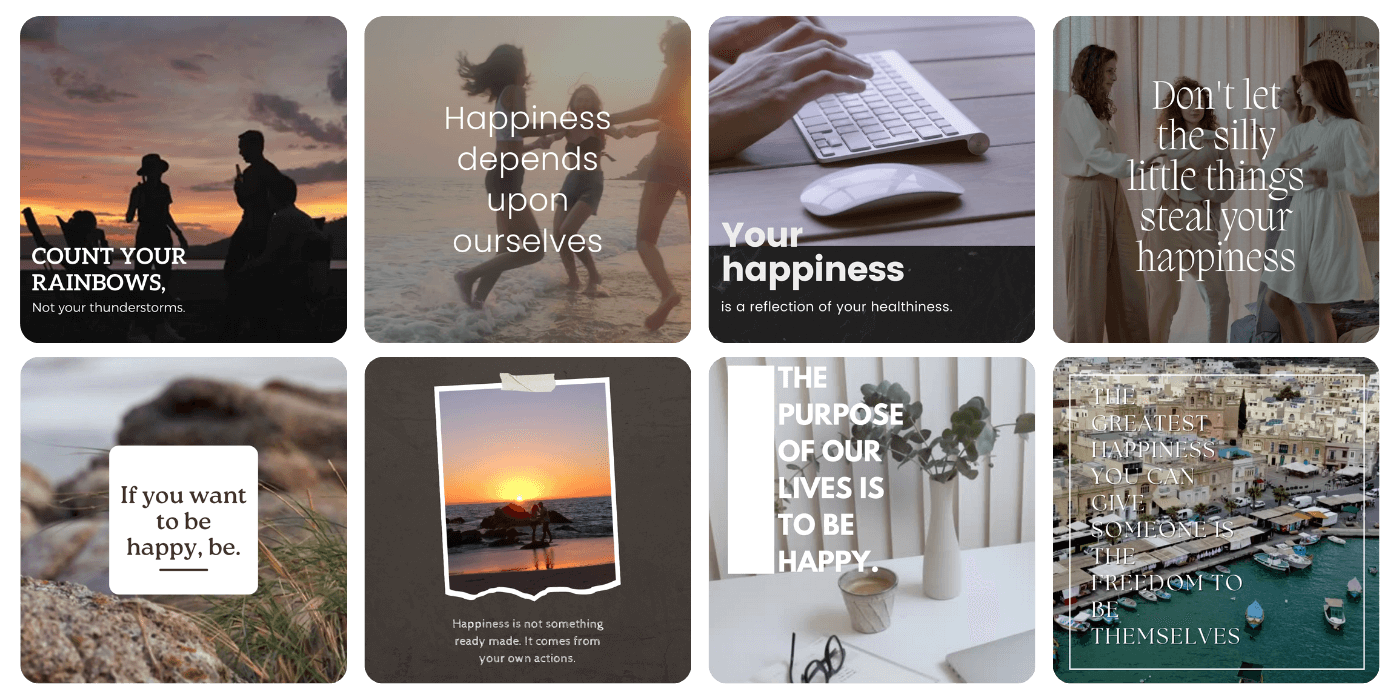 COUNT YOUR
RAINBOWS,
Not your thunderstorms.
Happiness
depends
upon
ourselves
Your
happiness
is a reflection of your healthiness.
Don't let
the silly
little things
steal your
happiness
If you want
to be
happy, be.
Happiness is not something
ready made. It comes from
your own actions.
THE
PURPOSE
OF OUR
LIVES IS
TO BE
HAPPY.
THE
GREATEST
HAPPINESS
YOU CAN
GIVE
SOMEONE IS
THE
FREEDOM TO
BE
THEMSELVES